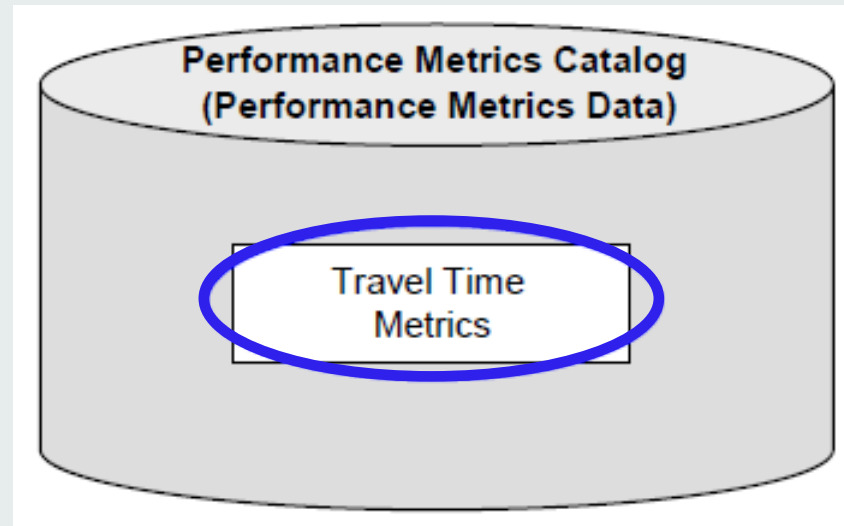 Performance Metrics Catalog
(Performance Metrics Data)
Travel Time
Metrics